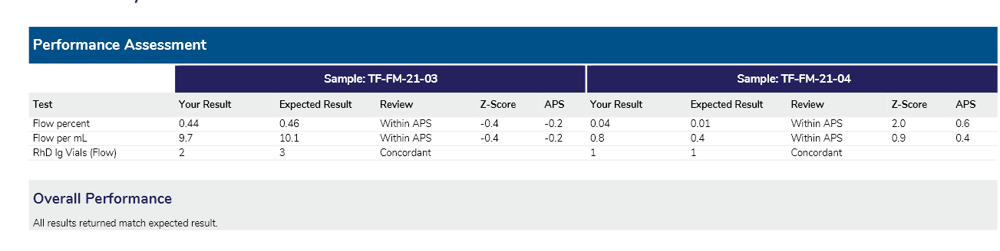 Performance Assessment
Sample: TF-FM-21-03 Sample: TF-FM-21-04
Test Your Result Expected Result Review Z-Score APS Your Result Expected Result Review Z-Score APS
Flow percent 0.44 0.46 Within APS -0.4 -0.2 0.04 0.01 Within APS 2.0 0.6
Flow per mL 9.7 10.1 Within APS -0.4 -0.2 0.8 0.4 Within APS 0.9 0.4
RhD Ig Vials (Flow) 2 3 Concordant 1 1 Concordant
Overall Performance
All results returned match expected result.